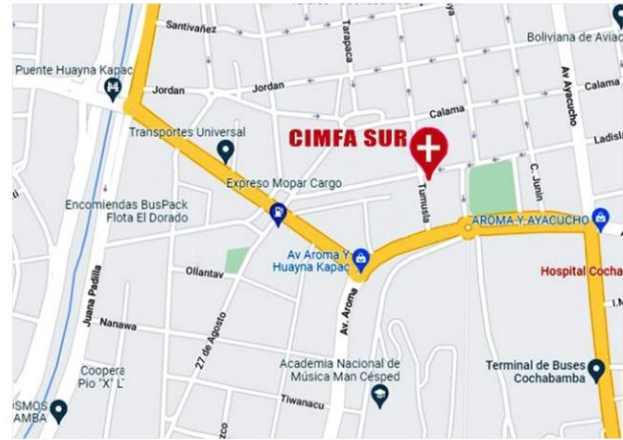 Santivañez
Tarapaca
Boliviana de Aviac
Puente Huayna Kapac
Jordan
Jordan
Calama
Calama
Av Ayacucho
Transportes Universal
CIMFA SUR
Ladisla
Expreso Mopar Cargo
Tumusla
C. Junin
Encomiendas BusPack
Flota El Dorado
AROMA Y AYACUCHO
Av Aroma Y
Huayna Kapac
Ollantay
Hospital Cocha
Juana Padilla
Nanawa
27 de Agosto
Av. Aroma
Coopera
Pio "X" L
Academia Nacional de
Música Man Césped
Terminal de Buses
Cochabamba
Tiwanacu
OSMOS
AMBA